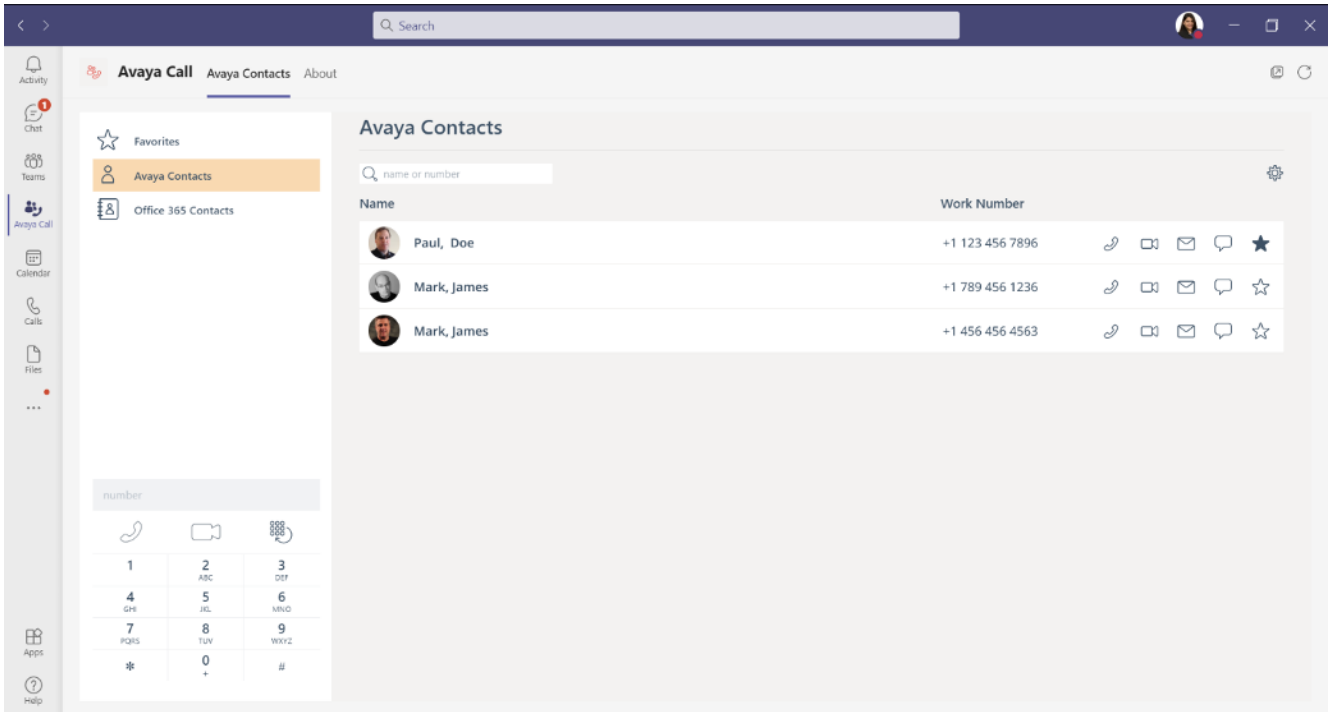 Search
Activity
1
Chat
Teams
Avaya Call
Calendar
Calls
Files
...
Apps
Help
Avaya Call Avaya Contacts About
Favorites
Avaya Contacts
Office 365 Contacts
number
1 2 3
ABC DEF
4 5 6
GHI JKL MNO
7 8 9
PQRS TUV WXYZ
* 0 #
+
Avaya Contacts
name or number
Name Work Number
Paul, Doe +1 123 456 7896
Mark, James +1 789 456 1236
Mark, James +1 456 456 4563